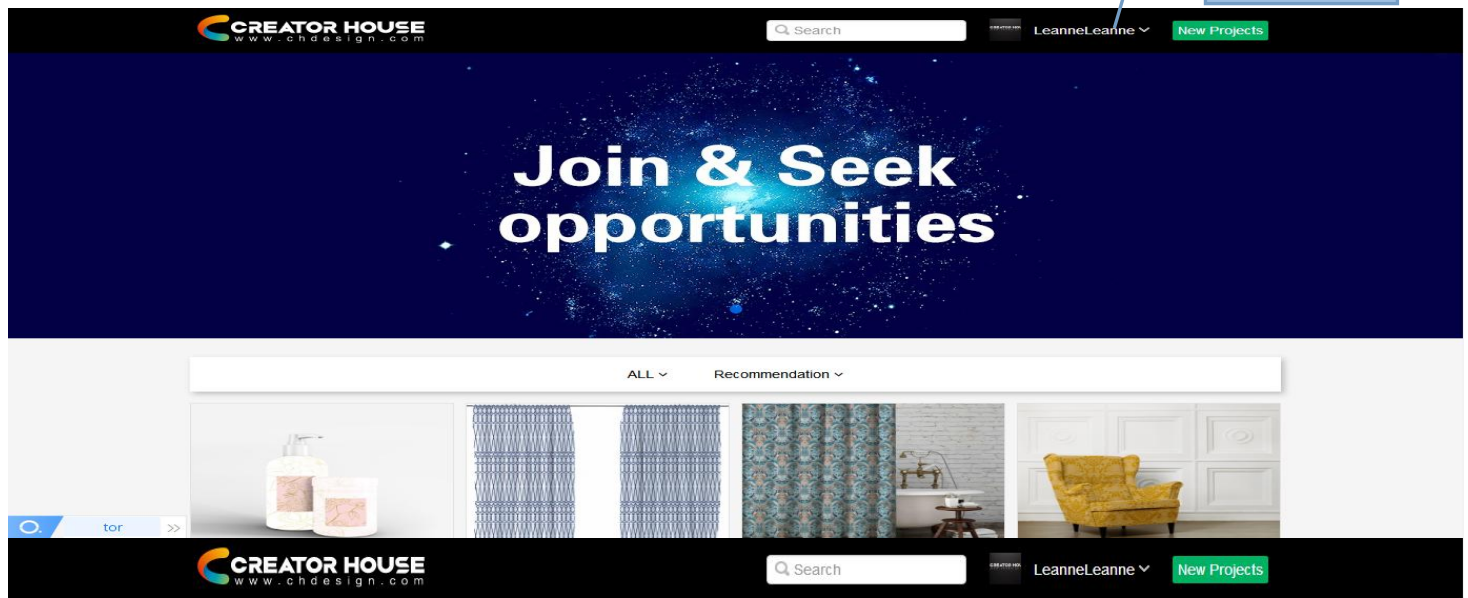 CREATOR HOUSE
www.chdesign.com
Search
LeanneLeanne
New Projects
Join & Seek
opportunities
ALL
Recommendation
tor
CREATOR HOUSE
www.chdesign.com
Search
LeanneLeanne
New Projects